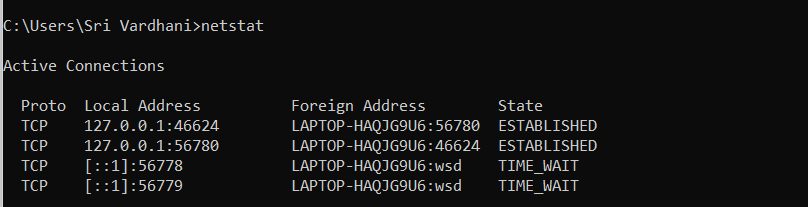 C:\Users\Sri Vardhani>netstat
Active Connections
Proto  Local Address          Foreign Address        State
TCP    127.0.0.1:46624        LAPTOP-HAQJG9U6:56780  ESTABLISHED
TCP    127.0.0.1:56780        LAPTOP-HAQJG9U6:46624  ESTABLISHED
TCP    [::1]:56778            LAPTOP-HAQJG9U6:wsd    TIME_WAIT
TCP    [::1]:56779            LAPTOP-HAQJG9U6:wsd    TIME_WAIT